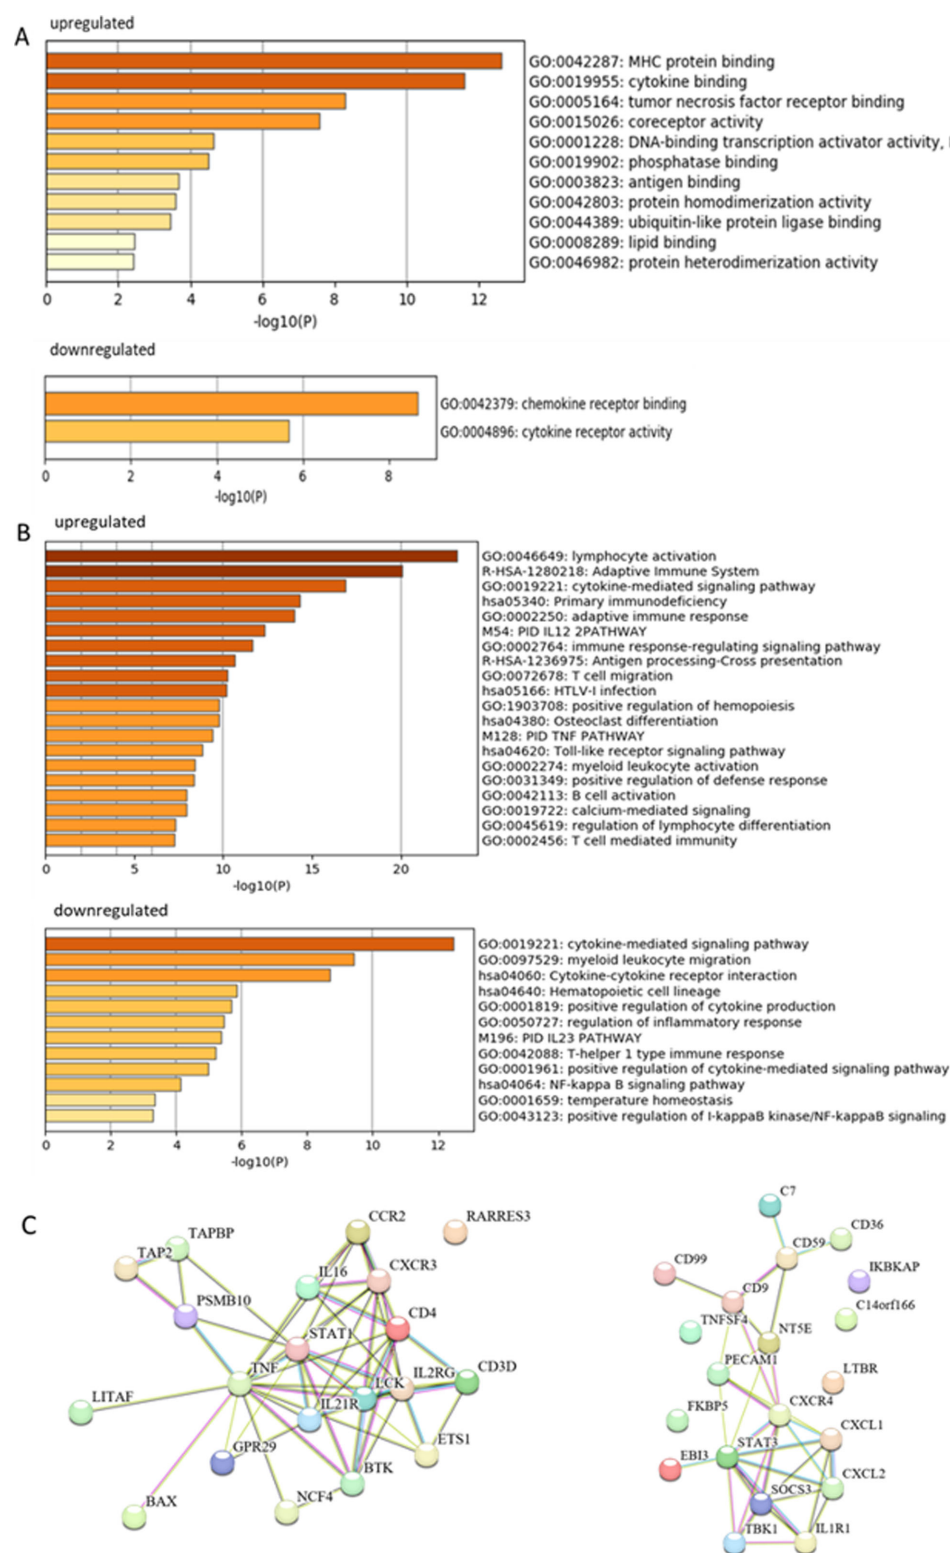 A
upregulated
GO:0042287: MHC protein binding
GO:0019955: cytokine binding
GO:0005164: tumor necrosis factor receptor binding
GO:0015026: coreceptor activity
GO:0001228: DNA-binding transcription activator activity,
GO:0019902: phosphatase binding
GO:0003823: antigen binding
GO:0042803: protein homodimerization activity
GO:0044389: ubiquitin-like protein ligase binding
GO:0008289: lipid binding
GO:0046982: protein heterodimerization activity
0 2 4 6 8 10 12
-log10(P)
downregulated
GO:0042379: chemokine receptor binding
GO:0004896: cytokine receptor activity
0 2 4 6 8
-log10(P)
B
upregulated
GO:0046649: lymphocyte activation
R-HSA-1280218: Adaptive Immune System
GO:0019221: cytokine-mediated signaling pathway
hsa05340: Primary immunodeficiency
GO:0002250: adaptive immune response
M54: PID IL12 2PATHWAY
GO:0002764: immune response-regulating signaling pathway
R-HSA-1236975: Antigen processing-Cross presentation
GO:0072678: T cell migration
hsa05166: HTLV-I infection
GO:1903708: positive regulation of hemopoiesis
hsa04380: Osteoclast differentiation
M128: PID TNF PATHWAY
hsa04620: Toll-like receptor signaling pathway
GO:0002274: myeloid leukocyte activation
GO:0031349: positive regulation of defense response
GO:0042113: B cell activation
GO:0019722: calcium-mediated signaling
GO:0045619: regulation of lymphocyte differentiation
GO:0002456: T cell mediated immunity
0 5 10 15 20
-log10(P)
downregulated
GO:0019221: cytokine-mediated signaling pathway
GO:0097529: myeloid leukocyte migration
hsa04060: Cytokine-cytokine receptor interaction
hsa04640: Hematopoietic cell lineage
GO:0001819: positive regulation of cytokine production
GO:0050727: regulation of inflammatory response
M196: PID IL23 PATHWAY
GO:0042088: T-helper 1 type immune response
GO:0001961: positive regulation of cytokine-mediated signaling pathway
hsa04064: NF-kappa B signaling pathway
GO:0001659: temperature homeostasis
GO:0043123: positive regulation of I-kappaB kinase/NF-kappaB signaling
0 2 4 6 8 10 12
-log10(P)
C
CCR2
RARRES3
TAPBP
TAP2
IL16
CXCR3
PSMB10
CD4
STAT1
TNF
LCK
IL2RG
CD3D
LITAF
IL21R
GPR29
ETS1
BTK
BAX
NCF4
C7
CD36
CD59
CD99
IKBKAP
CD9
C14orf166
TNFSF4
NT5E
PECAM1
LTBR
CXCR4
FKBP5
CXCL1
EBI3
STAT3
CXCL2
SOCS3
TBK1
IL1R1